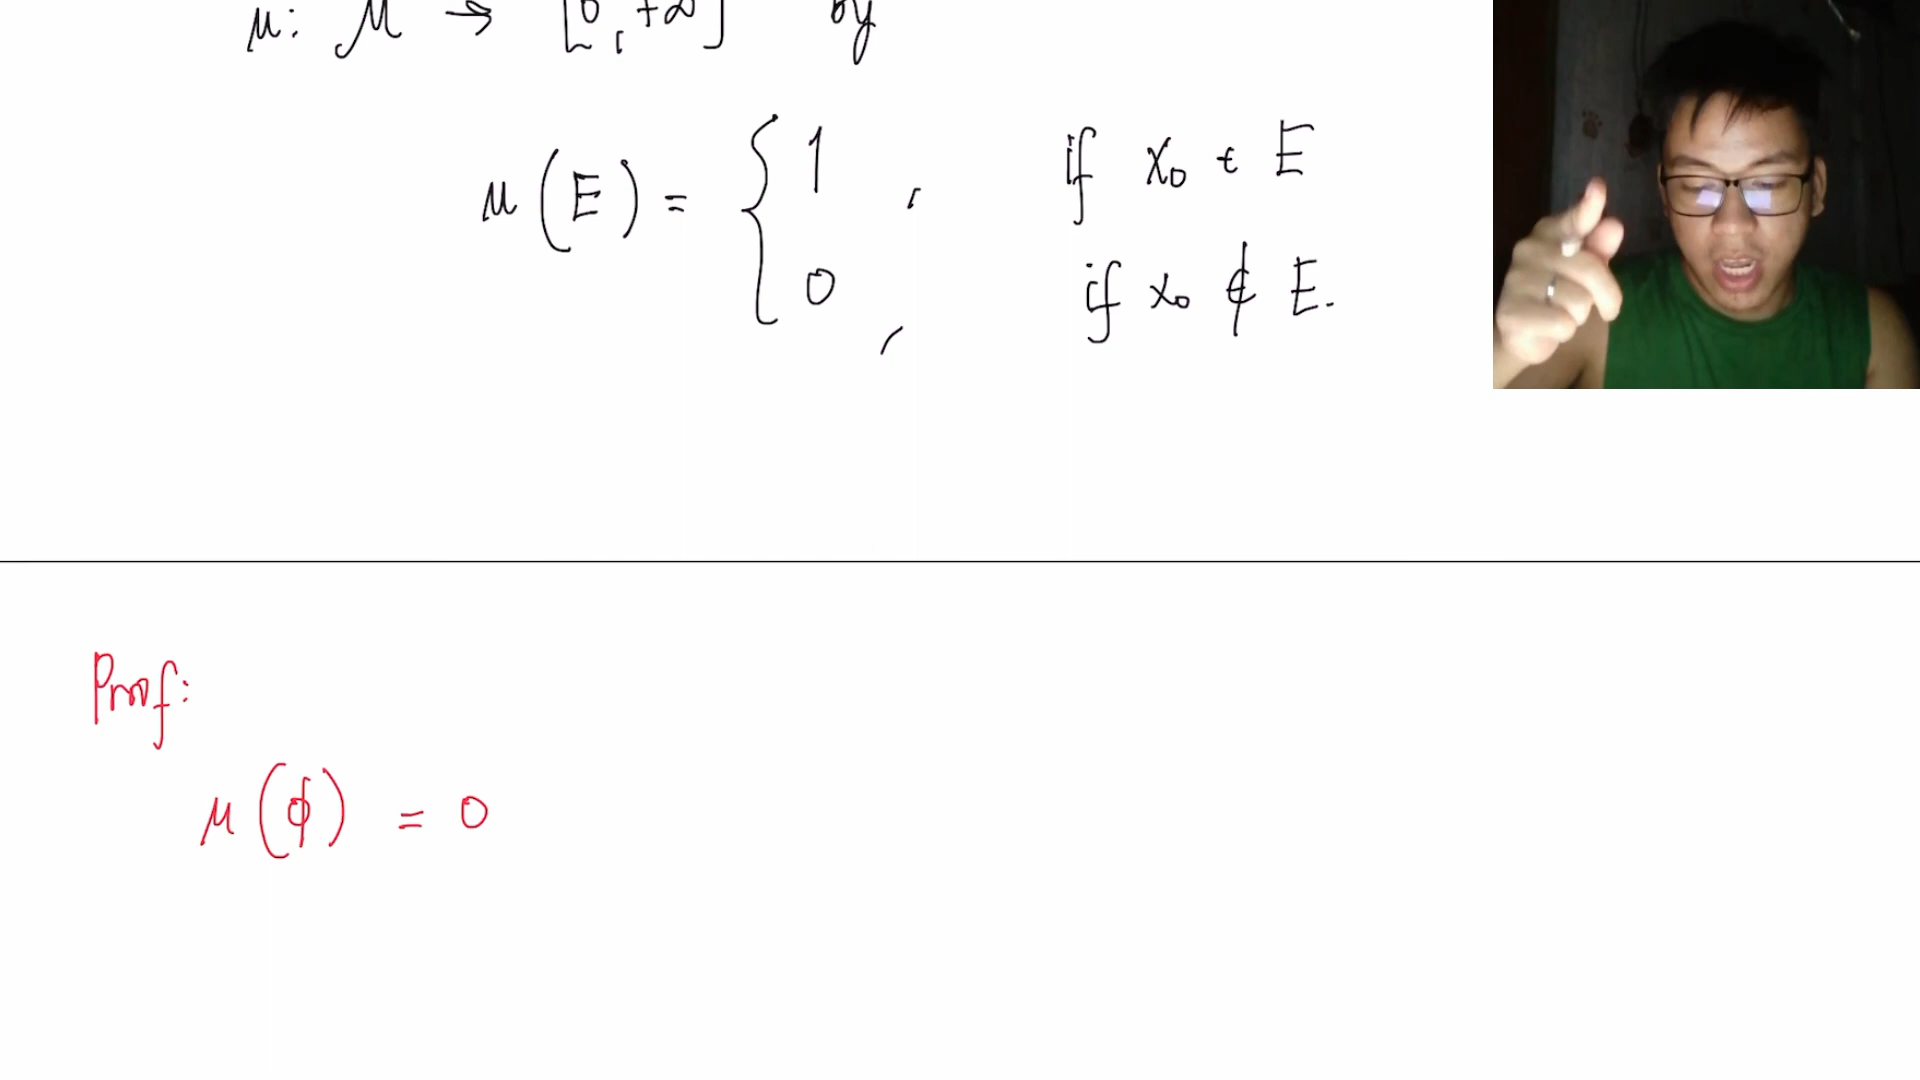 μ: M → [0, +∞] by
μ(E) = { 1 , if x₀ ∈ E
0 , if x₀ ∉ E.
Proof:
μ(ϕ) = 0